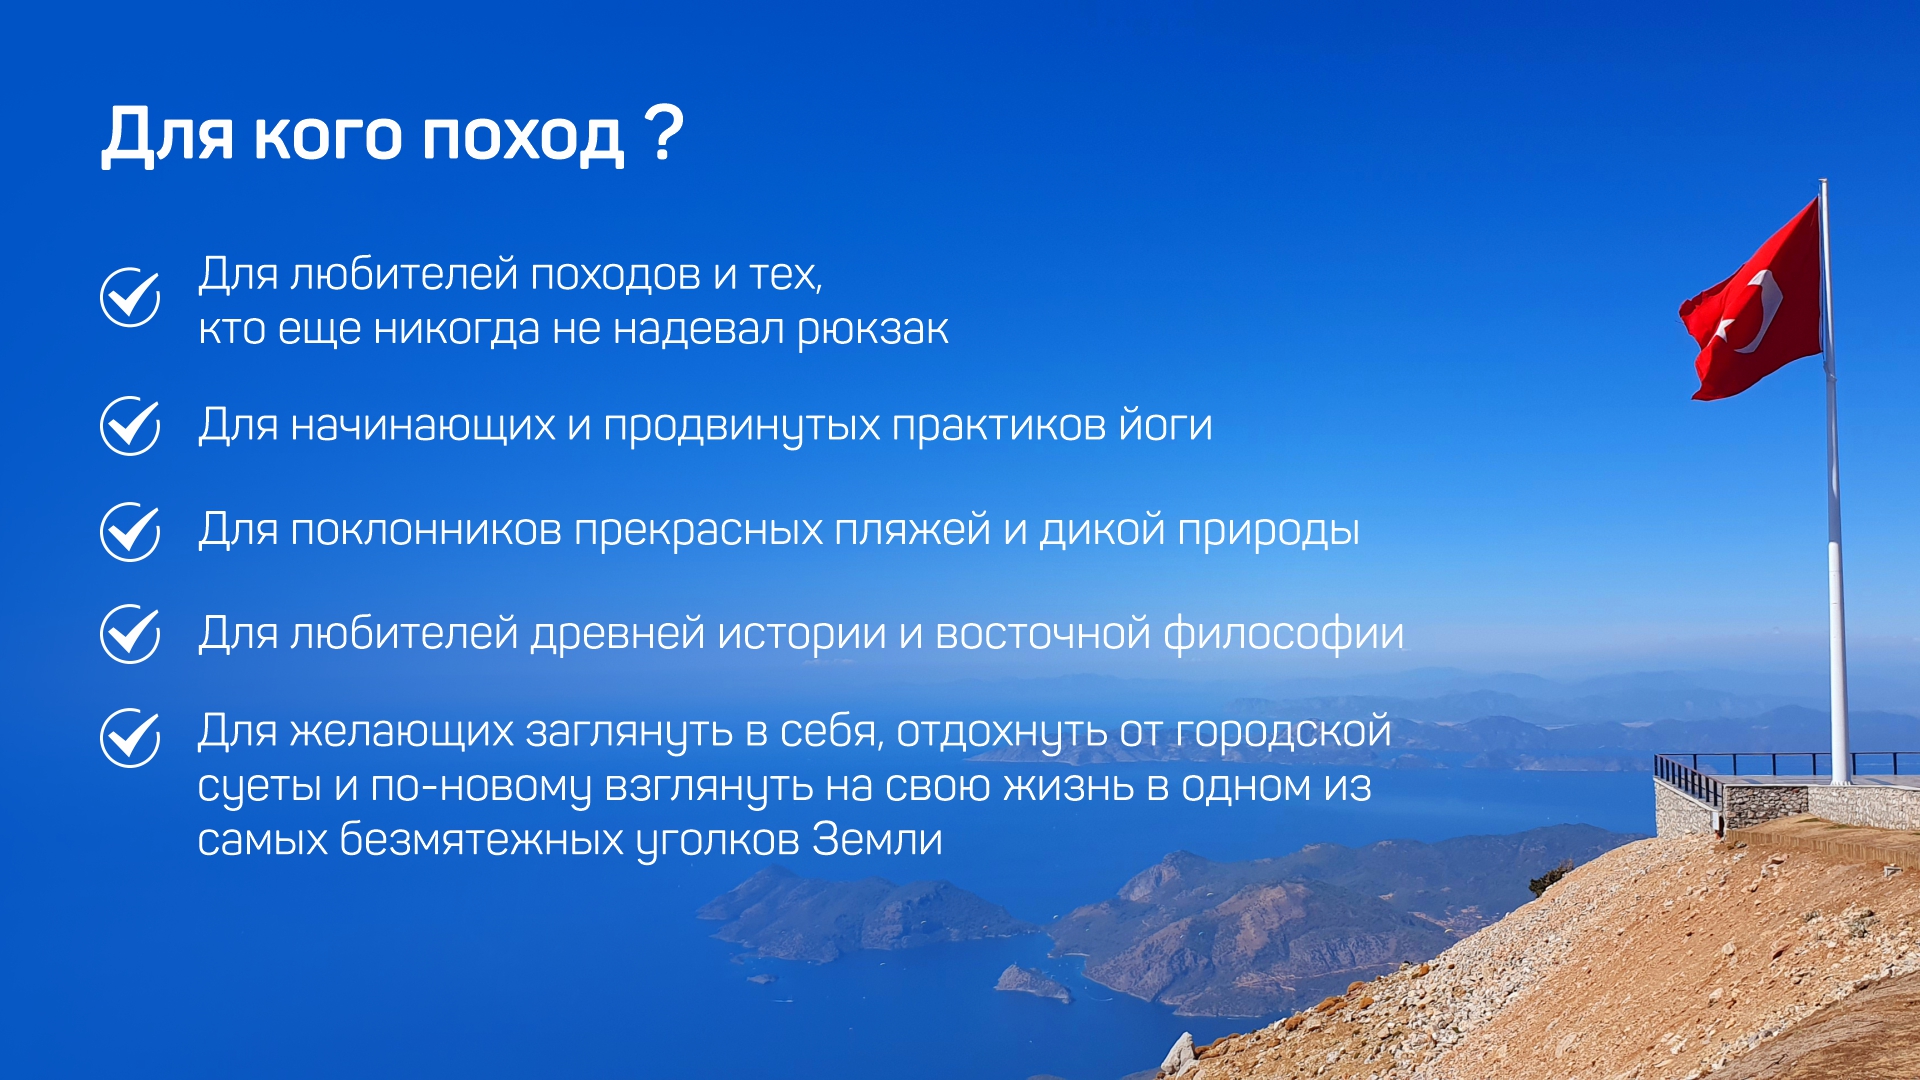 Для кого поход ?
Для любителей походов и тех,
кто еще никогда не надевал рюкзак
Для начинающих и продвинутых практиков йоги
Для поклонников прекрасных пляжей и дикой природы
Для любителей древней истории и восточной философии
Для желающих заглянуть в себя, отдохнуть от городской
суеты и по-новому взглянуть на свою жизнь в одном из
самых безмятежных уголков Земли